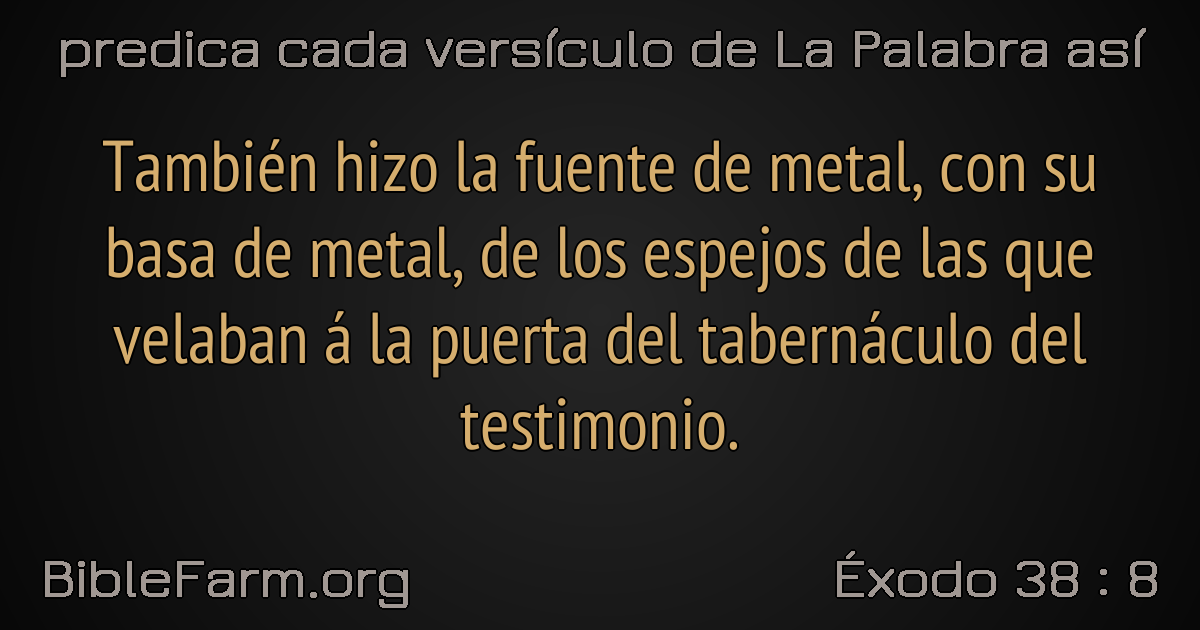 predica cada versículo de La Palabra así
También hizo la fuente de metal, con su
basa de metal, de los espejos de las que
velaban á la puerta del tabernáculo del
testimonio.
BibleFarm.org
Éxodo 38 : 8